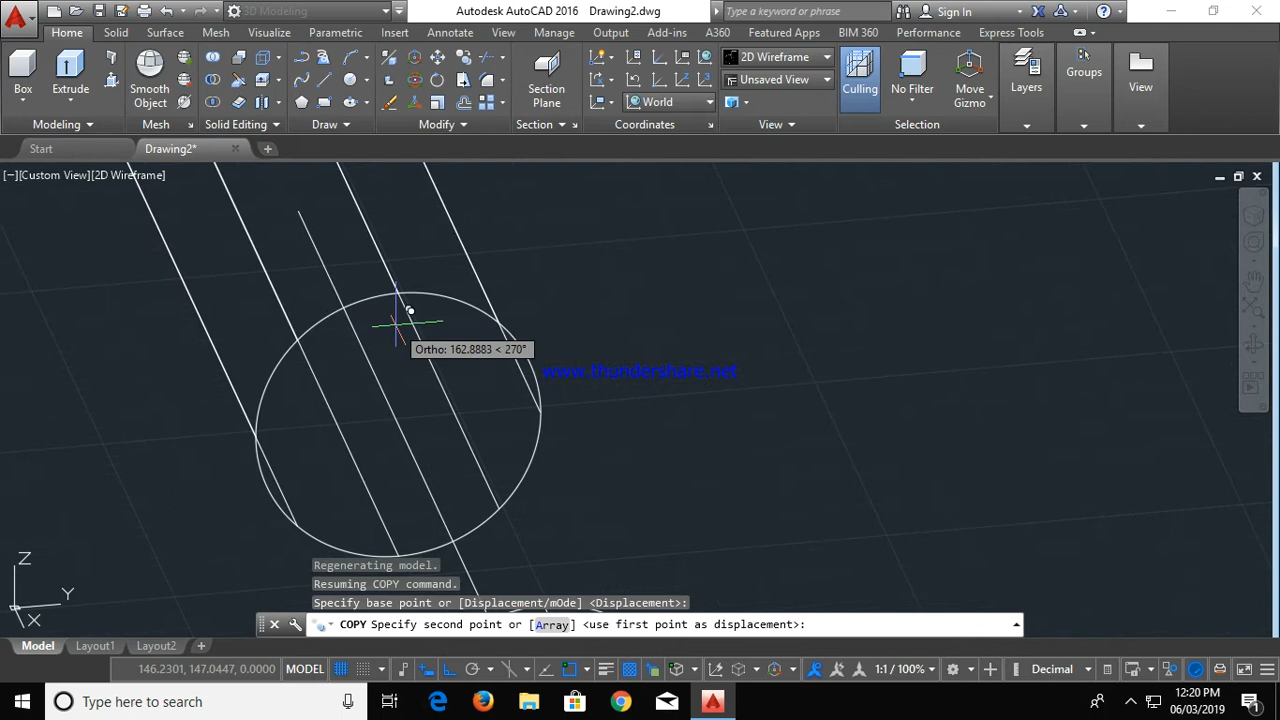 3D Modeling
Autodesk AutoCAD 2016 Drawing2.dwg
Type a keyword or phrase
Sign In
Home Solid Surface Mesh Visualize Parametric Insert Annotate View Manage Output Add-ins A360 Featured Apps BIM 360 Performance Express Tools
Box
Extrude
Smooth
Object
Section
Plane
2D Wireframe
Unsaved View
World
Culling
No Filter
Move
Gizmo
Layers
Groups
View
Modeling Mesh Solid Editing Draw Modify Section Coordinates View Selection
Start Drawing2*
[−][Custom View][2D Wireframe]
Ortho: 162.8883 < 270°
www.thundershare.net
Z
Y
X
Regenerating model.
Resuming COPY command.
Specify base point or [Displacement/mOde] <Displacement>:
COPY Specify second point or [Array] <use first point as displacement>:
Model Layout1 Layout2
146.2301, 147.0447, 0.0000 MODEL 1:1 / 100% Decimal
Type here to search
12:20 PM
06/03/2019
1